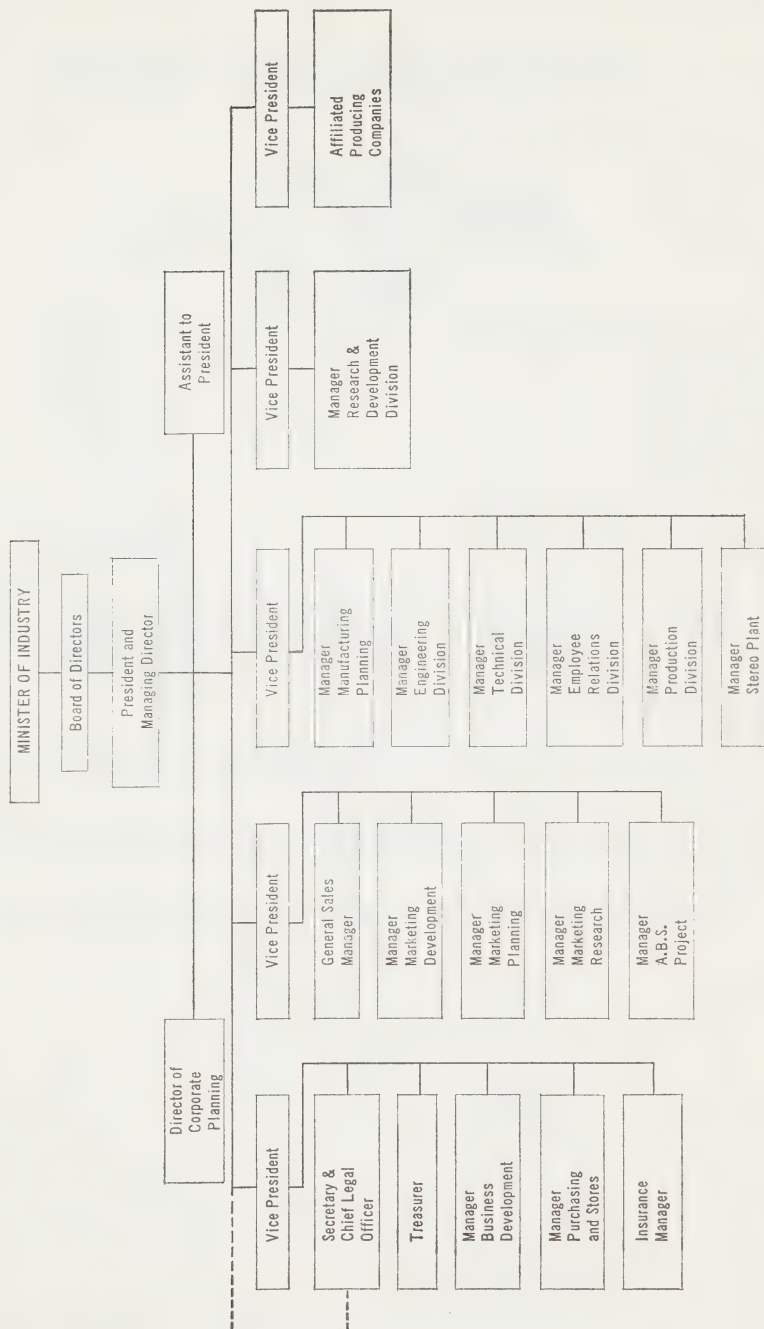 MINISTER OF INDUSTRY
Board of Directors
President and
Managing Director
Director of
Corporate
Planning
Assistant to
President
Vice President
Secretary &
Chief Legal
Officer
Treasurer
Manager
Business
Development
Manager
Purchasing
and Stores
Insurance
Manager
Vice President
General Sales
Manager
Manager
Marketing
Development
Manager
Marketing
Planning
Manager
Marketing
Research
Manager
A.B.S.
Project
Vice President
Manager
Manufacturing
Planning
Manager
Engineering
Division
Manager
Technical
Division
Manager
Employee
Relations
Division
Manager
Production
Division
Manager
Stereo Plant
Vice President
Manager
Research &
Development
Division
Vice President
Affiliated
Producing
Companies